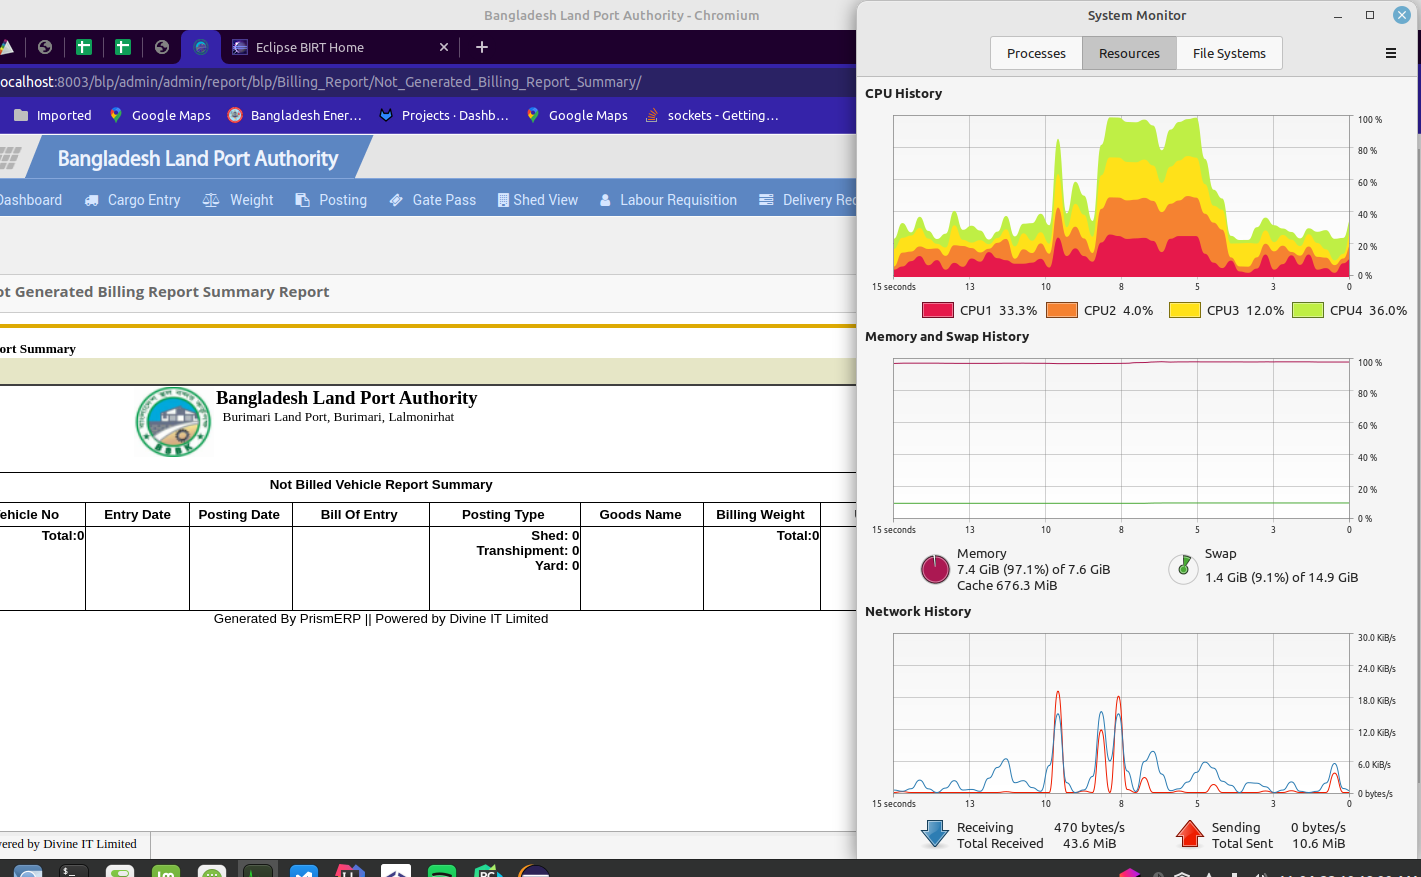 Bangladesh Land Port Authority - Chromium
Eclipse BIRT Home
ocalhost:8003/blp/admin/admin/report/blp/Billing_Report/Not_Generated_Billing_Report_Summary/
Imported Google Maps Bangladesh Ener... Projects · Dashb... Google Maps sockets - Getting...
Bangladesh Land Port Authority
Dashboard Cargo Entry Weight Posting Gate Pass Shed View Labour Requisition Delivery Rec
ot Generated Billing Report Summary Report
ort Summary
Bangladesh Land Port Authority
Burimari Land Port, Burimari, Lalmonirhat
Not Billed Vehicle Report Summary
ehicle No Entry Date Posting Date Bill Of Entry Posting Type Goods Name Billing Weight
Total:0 Shed: 0 Total:0
Transhipment: 0
Yard: 0
Generated By PrismERP || Powered by Divine IT Limited
wered by Divine IT Limited
System Monitor
Processes Resources File Systems
CPU History
100 %
80 %
60 %
40 %
20 %
0 %
15 seconds 13 10 8 5 3 0
CPU1 33.3% CPU2 4.0% CPU3 12.0% CPU4 36.0%
Memory and Swap History
100 %
80 %
60 %
40 %
20 %
0 %
15 seconds 13 10 8 5 3 0
Memory
7.4 GiB (97.1%) of 7.6 GiB
Cache 676.3 MiB
Swap
1.4 GiB (9.1%) of 14.9 GiB
Network History
30.0 KiB/s
24.0 KiB/s
18.0 KiB/s
12.0 KiB/s
6.0 KiB/s
0 bytes/s
15 seconds 13 10 8 5 3 0
Receiving 470 bytes/s
Total Received 43.6 MiB
Sending 0 bytes/s
Total Sent 10.6 MiB